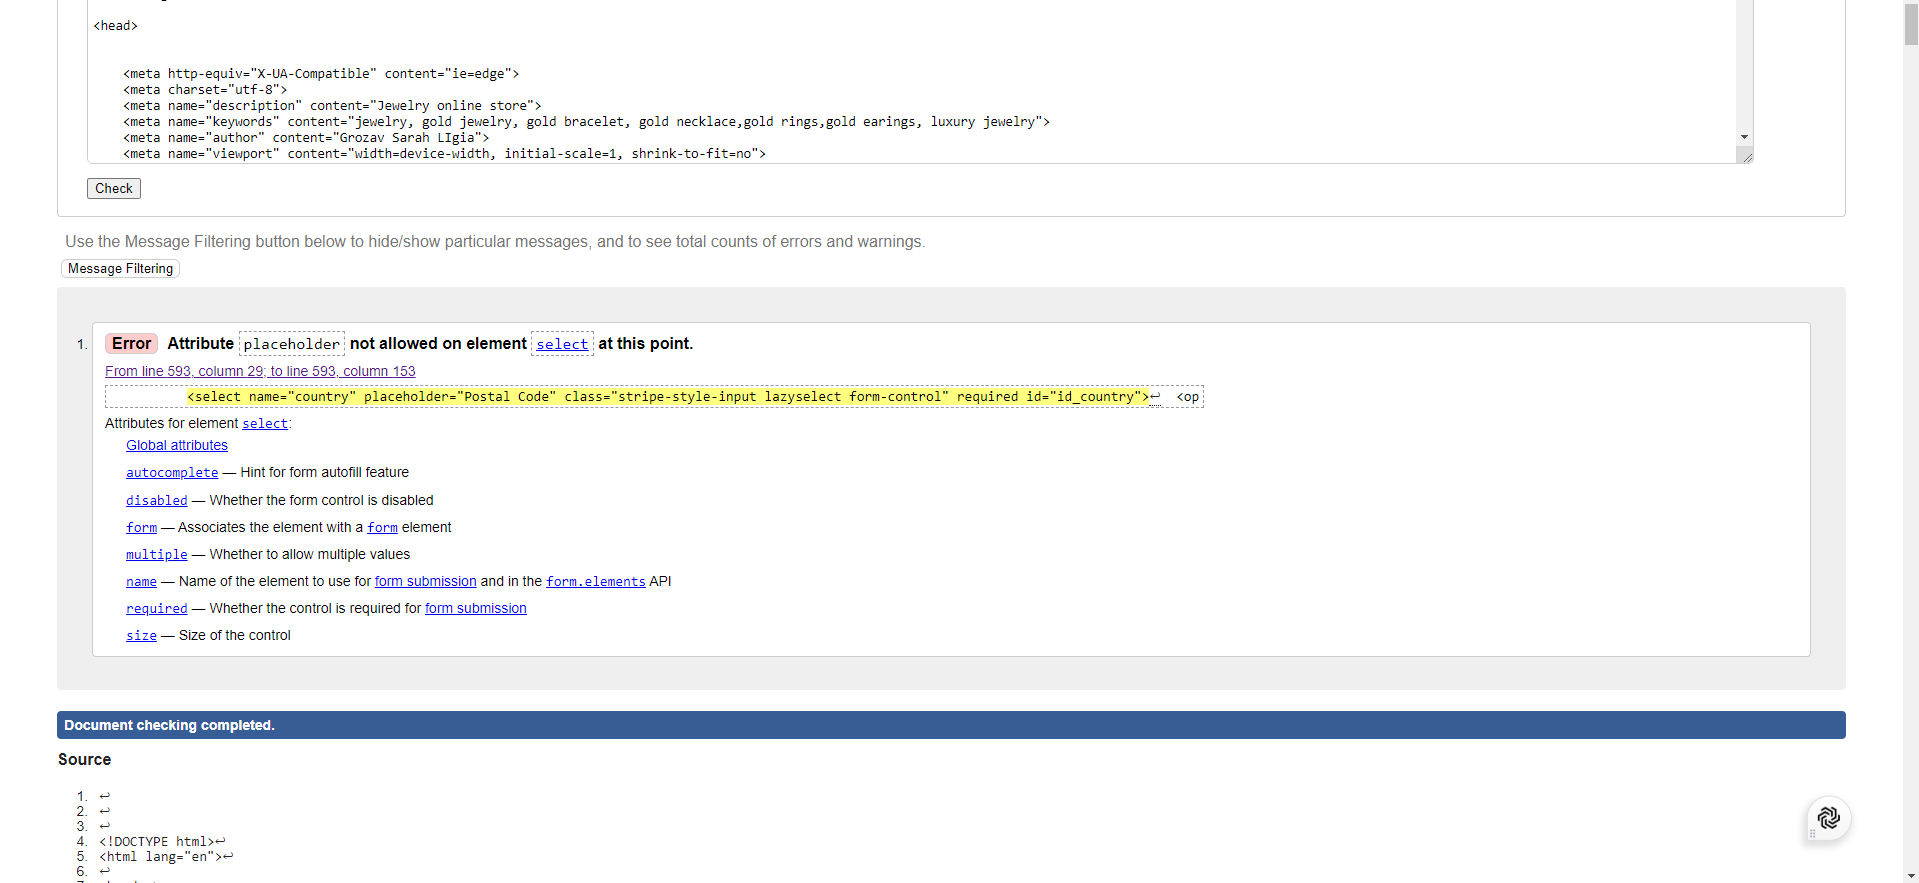 <head>
<meta http-equiv="X-UA-Compatible" content="ie=edge">
<meta charset="utf-8">
<meta name="description" content="Jewelry online store">
<meta name="keywords" content="jewelry, gold jewelry, gold bracelet, gold necklace,gold rings,gold earings, luxury jewelry">
<meta name="author" content="Grozav Sarah LIgia">
<meta name="viewport" content="width=device-width, initial-scale=1, shrink-to-fit=no">
Check
Use the Message Filtering button below to hide/show particular messages, and to see total counts of errors and warnings.
Message Filtering
1. Error Attribute placeholder not allowed on element select at this point.
From line 593, column 29; to line 593, column 153
<select name="country" placeholder="Postal Code" class="stripe-style-input lazyselect form-control" required id="id_country">↩ <op
Attributes for element select:
Global attributes
autocomplete — Hint for form autofill feature
disabled — Whether the form control is disabled
form — Associates the element with a form element
multiple — Whether to allow multiple values
name — Name of the element to use for form submission and in the form.elements API
required — Whether the control is required for form submission
size — Size of the control
Document checking completed.
Source
1. ↩
2. ↩
3. ↩
4. <!DOCTYPE html>↩
5. <html lang="en">↩
6. ↩